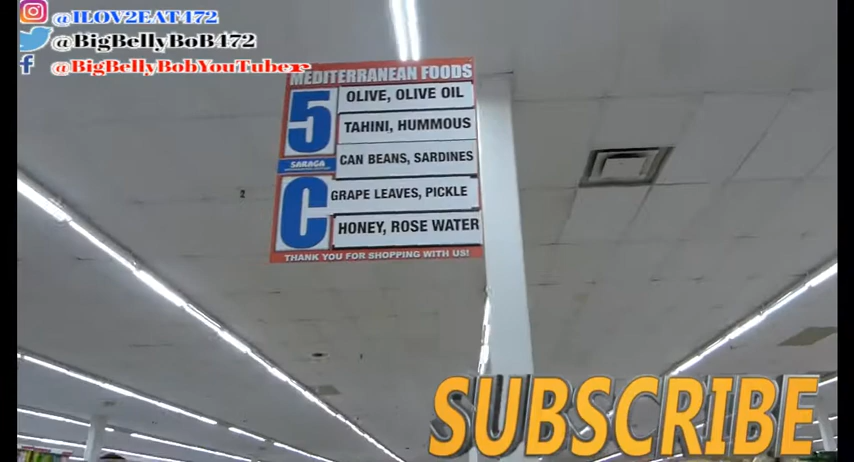 @ILOV2EAT472
@BigBellyBoB472
@BigBellyBobYouTuber
MEDITERRANEAN FOODS
5
OLIVE, OLIVE OIL
TAHINI, HUMMOUS
SARAGA
CAN BEANS, SARDINES
C
GRAPE LEAVES, PICKLE
HONEY, ROSE WATER
THANK YOU FOR SHOPPING WITH US!
SUBSCRIBE